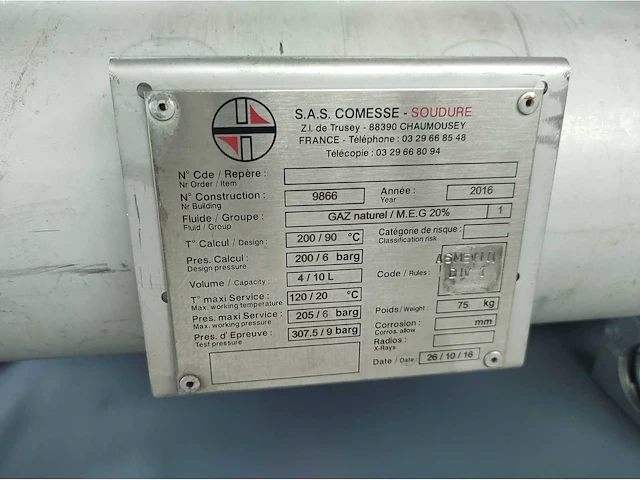 S.A.S. COMESSE - SOUDURE
Z.I. de Trusey - 88390 CHAUMOUSEY
FRANCE - Téléphone : 03 29 66 85 48
Télécopie : 03 29 66 80 94
N° Cde / Repère :
Nr Order / Item
N° Construction : 9866 Année : 2016
Nr Building Year
Fluide / Groupe : GAZ naturel / M.E.G 20% 1
Fluid / Group
T° Calcul / Design : 200 / 90 °C Catégorie de risque :
Classification risk
Pres. Calcul : 200 / 6 barg
Design pressure
Volume / Capacity : 4 / 10 L Code / Rules : DIV 1
T° maxi Service : 120 / 20 °C Poids / Weight : 75 kg
Max. working temperature
Pres. maxi Service : 205 / 6 barg Corrosion : mm
Max. working pressure Corros. allow
Pres. d' Epreuve : 307.5 / 9 barg Radios :
Test pressure X-Rays
Date / Date : 26 / 10 / 16